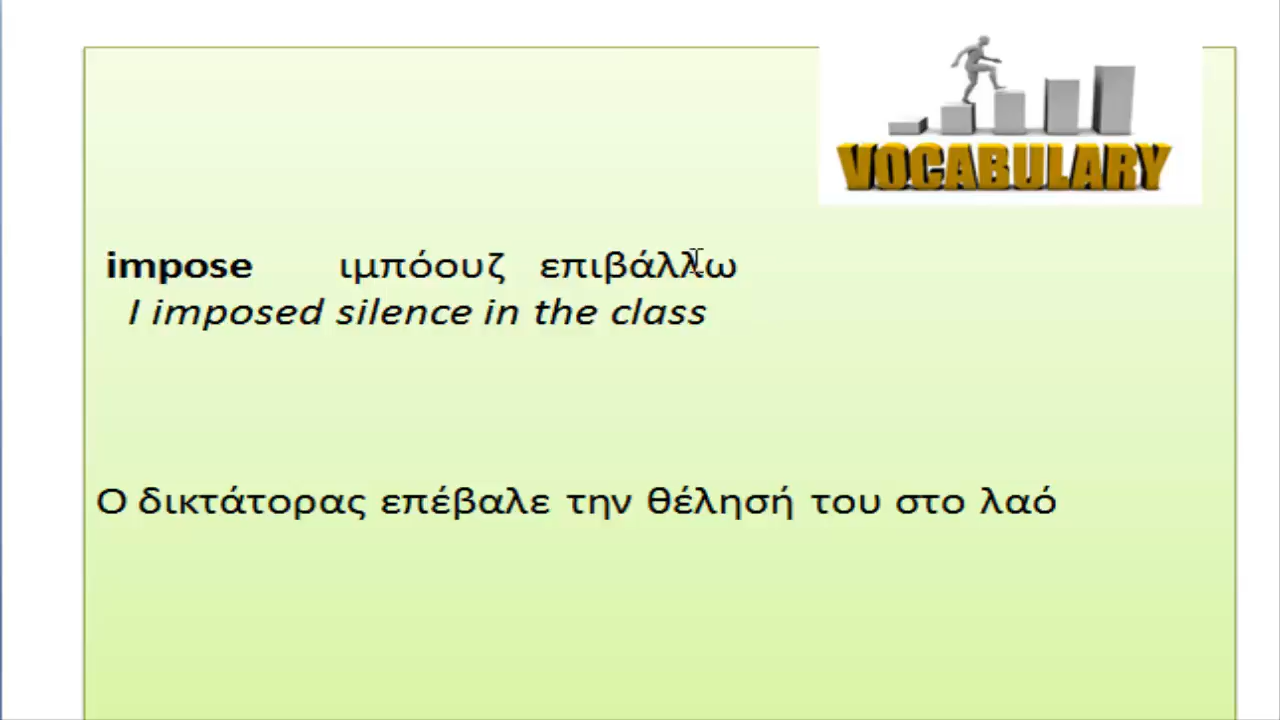 VOCABULARY
impose ιμπόουζ επιβάλλω
I imposed silence in the class
Ο δικτάτορας επέβαλε την θέλησή του στο λαό